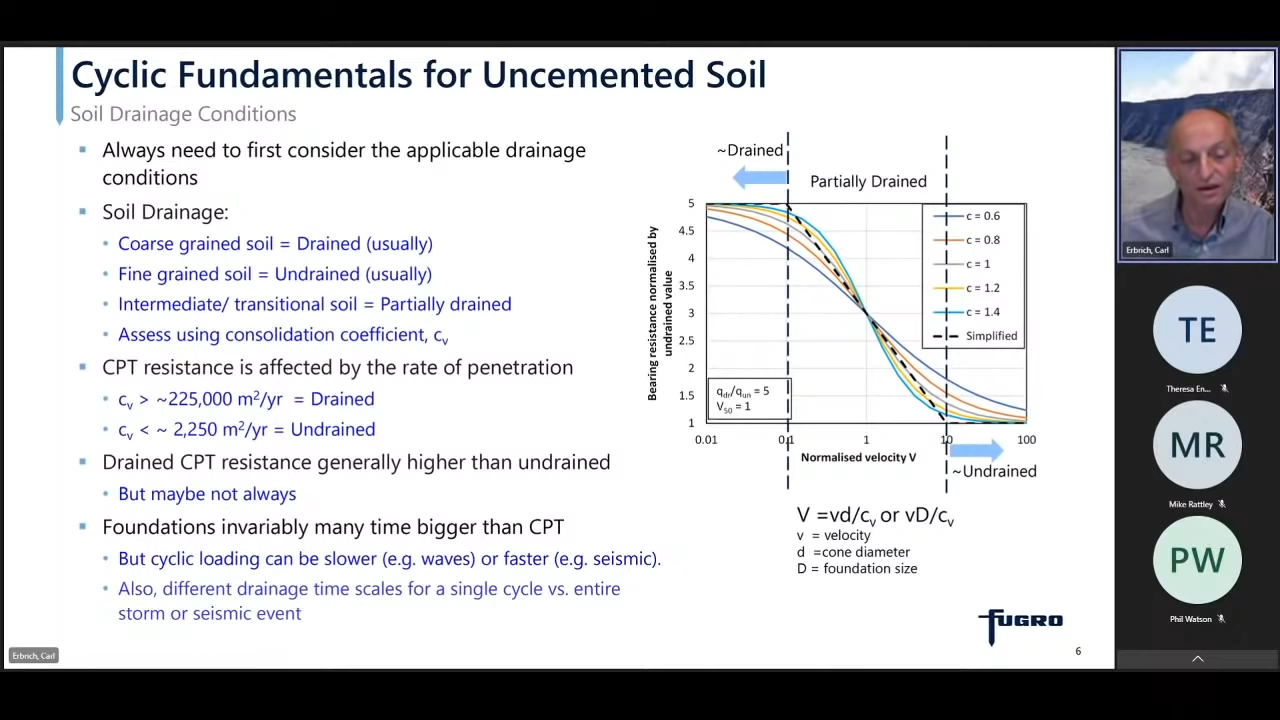 Cyclic Fundamentals for Uncemented Soil
Soil Drainage Conditions
Always need to first consider the applicable drainage
conditions
Soil Drainage:
Coarse grained soil = Drained (usually)
Fine grained soil = Undrained (usually)
Intermediate/ transitional soil = Partially drained
Assess using consolidation coefficient, cv
CPT resistance is affected by the rate of penetration
cv > ~225,000 m²/yr = Drained
cv < ~ 2,250 m²/yr = Undrained
Drained CPT resistance generally higher than undrained
But maybe not always
Foundations invariably many time bigger than CPT
But cyclic loading can be slower (e.g. waves) or faster (e.g. seismic).
Also, different drainage time scales for a single cycle vs. entire
storm or seismic event
~Drained
Partially Drained
Bearing resistance normalised by
undrained value
5
4.5
4
3.5
3
2.5
2
1.5
1
c = 0.6
c = 0.8
c = 1
c = 1.2
c = 1.4
Simplified
qdr/qun = 5
V50 = 1
0.01
0.1
1
10
100
Normalised velocity V
~Undrained
V =vd/cv or vD/cv
v = velocity
d =cone diameter
D = foundation size
FUGRO
6
Erbrich, Carl
Erbrich, Carl
TE
Theresa En...
MR
Mike Rattley
PW
Phil Watson